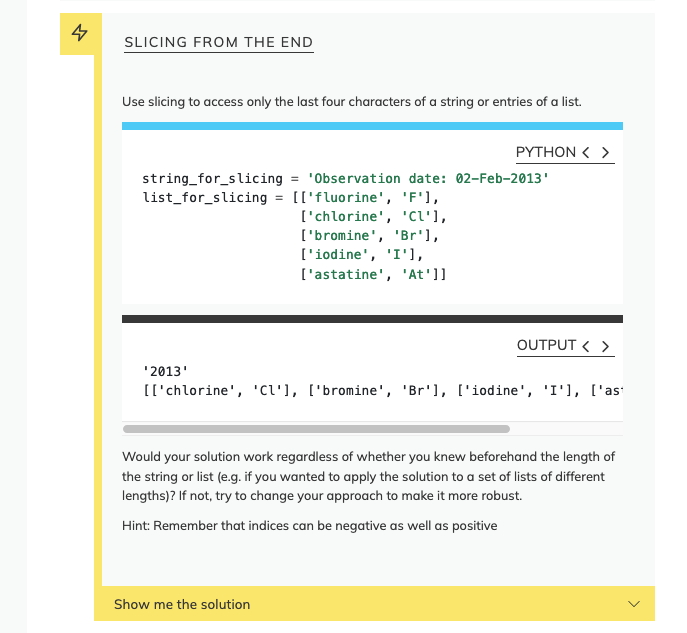 SLICING FROM THE END
Use slicing to access only the last four characters of a string or entries of a list.
PYTHON < >
string_for_slicing = 'Observation date: 02-Feb-2013'
list_for_slicing = [['fluorine', 'F'],
['chlorine', 'Cl'],
['bromine', 'Br'],
['iodine', 'I'],
['astatine', 'At']]
OUTPUT < >
'2013'
[['chlorine', 'Cl'], ['bromine', 'Br'], ['iodine', 'I'], ['as
Would your solution work regardless of whether you knew beforehand the length of
the string or list (e.g. if you wanted to apply the solution to a set of lists of different
lengths)? If not, try to change your approach to make it more robust.
Hint: Remember that indices can be negative as well as positive
Show me the solution